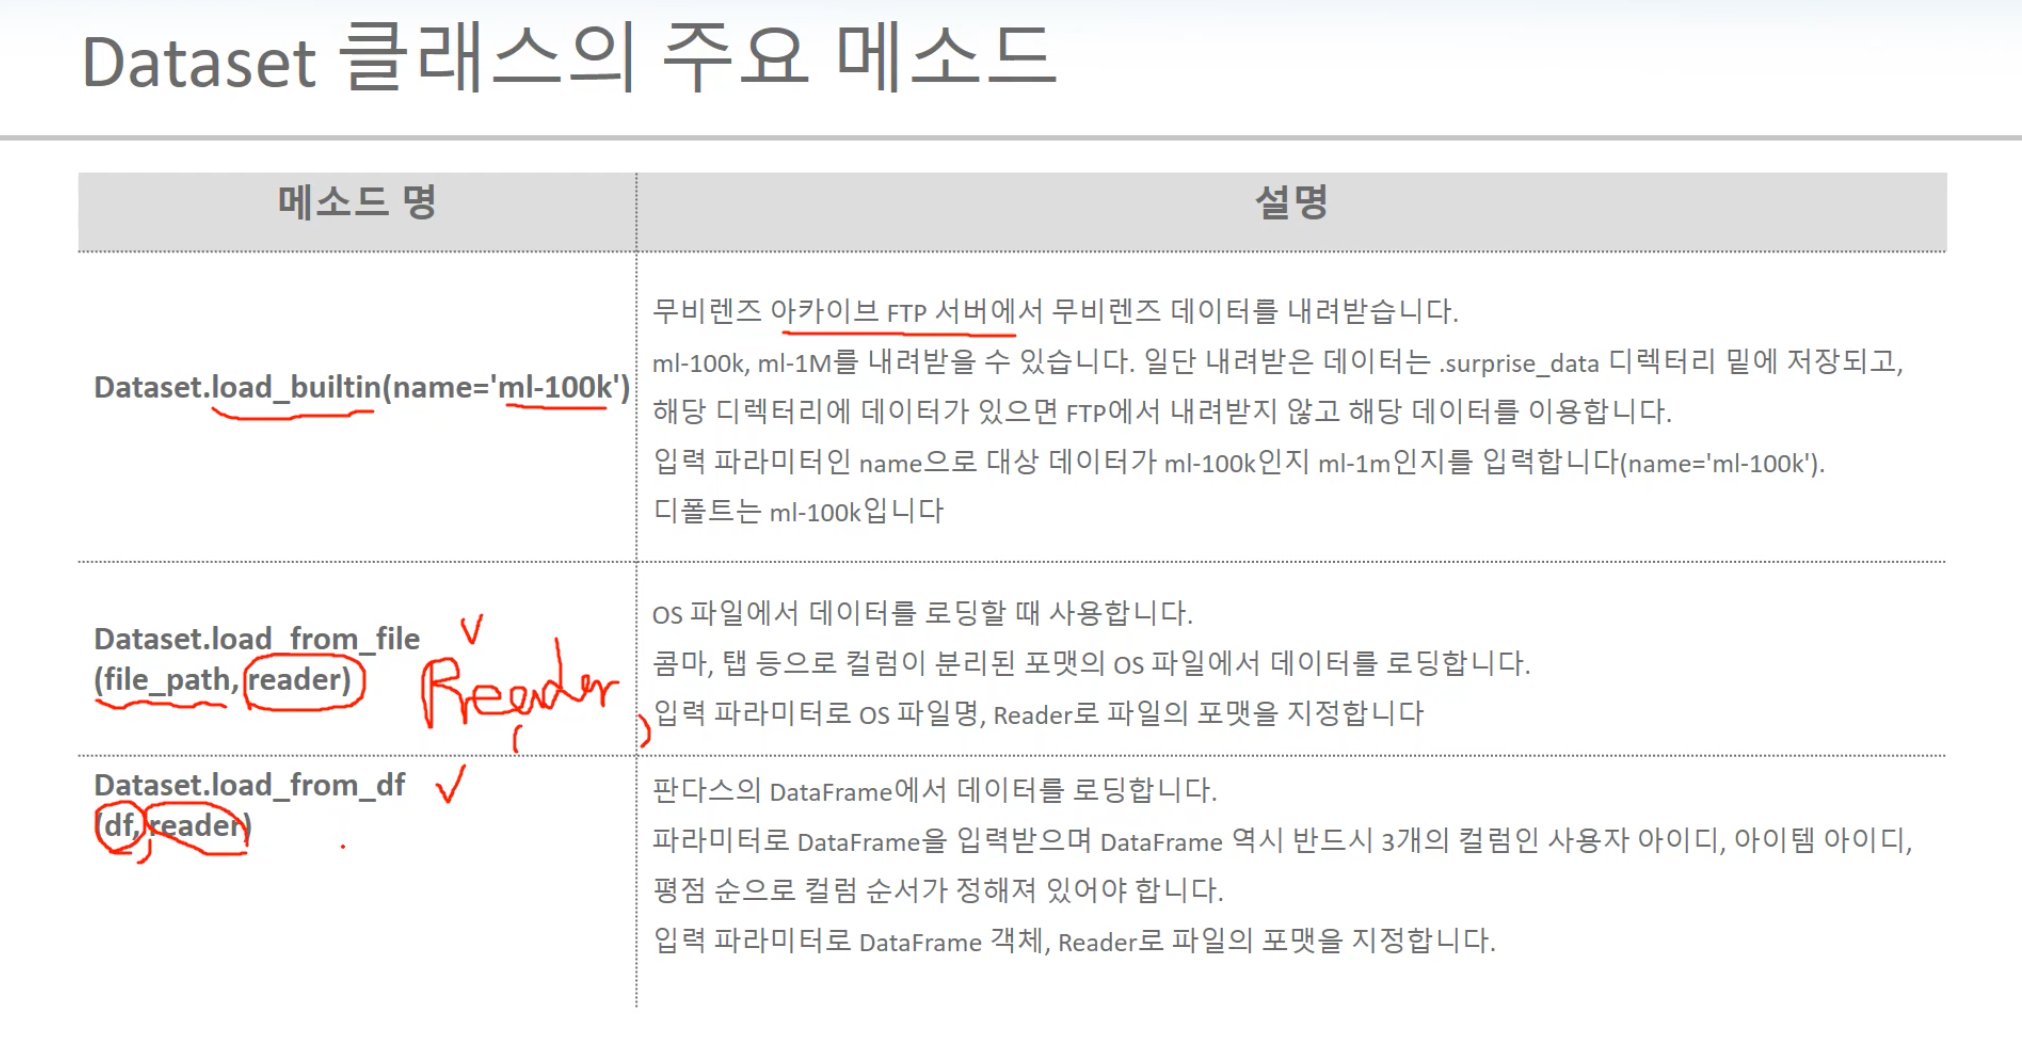 Dataset 클래스의 주요 메소드
메소드 명
설명
Dataset.load_builtin(name='ml-100k')
무비렌즈 아카이브 FTP 서버에서 무비렌즈 데이터를 내려받습니다.
ml-100k, ml-1M를 내려받을 수 있습니다. 일단 내려받은 데이터는 .surprise_data 디렉터리 밑에 저장되고,
해당 디렉터리에 데이터가 있으면 FTP에서 내려받지 않고 해당 데이터를 이용합니다.
입력 파라미터인 name으로 대상 데이터가 ml-100k인지 ml-1m인지를 입력합니다(name='ml-100k').
디폴트는 ml-100k입니다
Dataset.load_from_file
(file_path, reader)
Reader
( )
OS 파일에서 데이터를 로딩할 때 사용합니다.
콤마, 탭 등으로 컬럼이 분리된 포맷의 OS 파일에서 데이터를 로딩합니다.
입력 파라미터로 OS 파일명, Reader로 파일의 포맷을 지정합니다
Dataset.load_from_df
(df, reader)
판다스의 DataFrame에서 데이터를 로딩합니다.
파라미터로 DataFrame을 입력받으며 DataFrame 역시 반드시 3개의 컬럼인 사용자 아이디, 아이템 아이디,
평점 순으로 컬럼 순서가 정해져 있어야 합니다.
입력 파라미터로 DataFrame 객체, Reader로 파일의 포맷을 지정합니다.